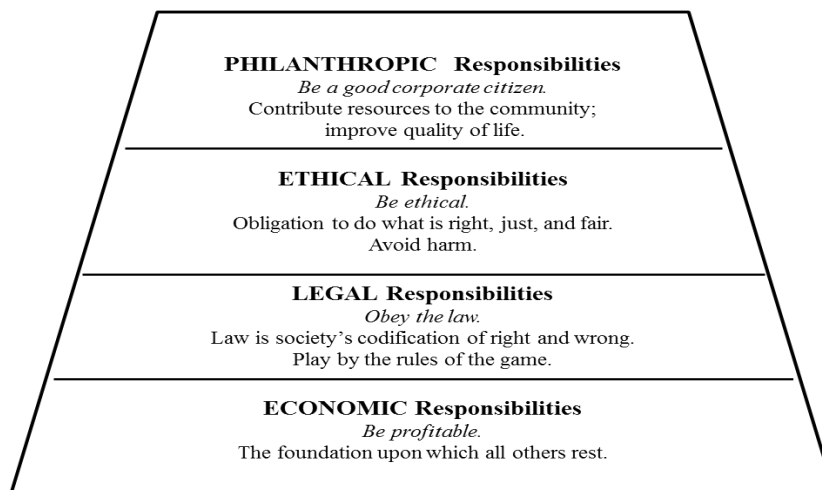 PHILANTHROPIC Responsibilities
Be a good corporate citizen.
Contribute resources to the community;
improve quality of life.
ETHICAL Responsibilities
Be ethical.
Obligation to do what is right, just, and fair.
Avoid harm.
LEGAL Responsibilities
Obey the law.
Law is society's codification of right and wrong.
Play by the rules of the game.
ECONOMIC Responsibilities
Be profitable.
The foundation upon which all others rest.